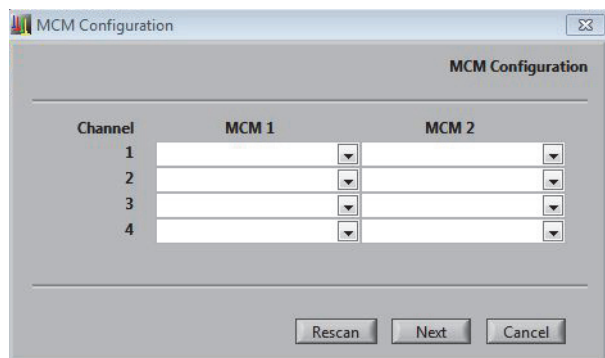 MCM Configuration
MCM Configuration
Channel MCM 1 MCM 2
1
2
3
4
Rescan Next Cancel